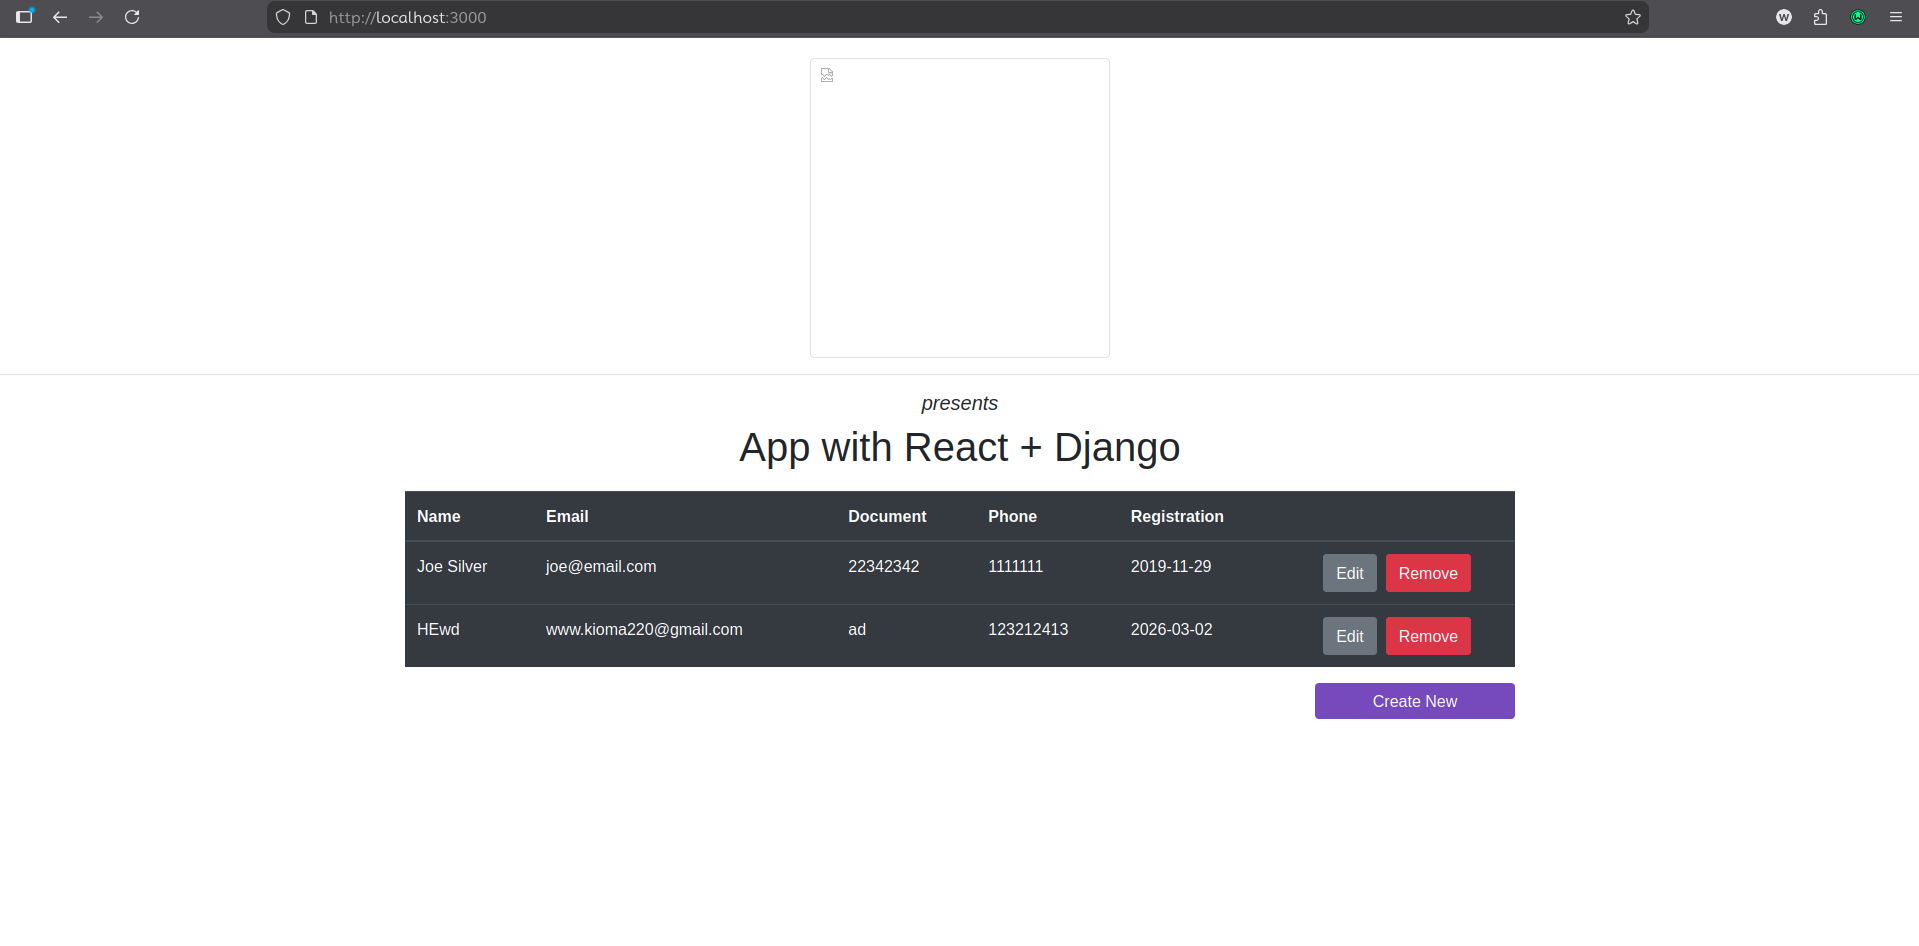 http://localhost:3000
presents
App with React + Django
Name Email Document Phone Registration
Joe Silver joe@email.com 22342342 1111111 2019-11-29 Edit Remove
HEwd www.kioma220@gmail.com ad 123212413 2026-03-02 Edit Remove
Create New